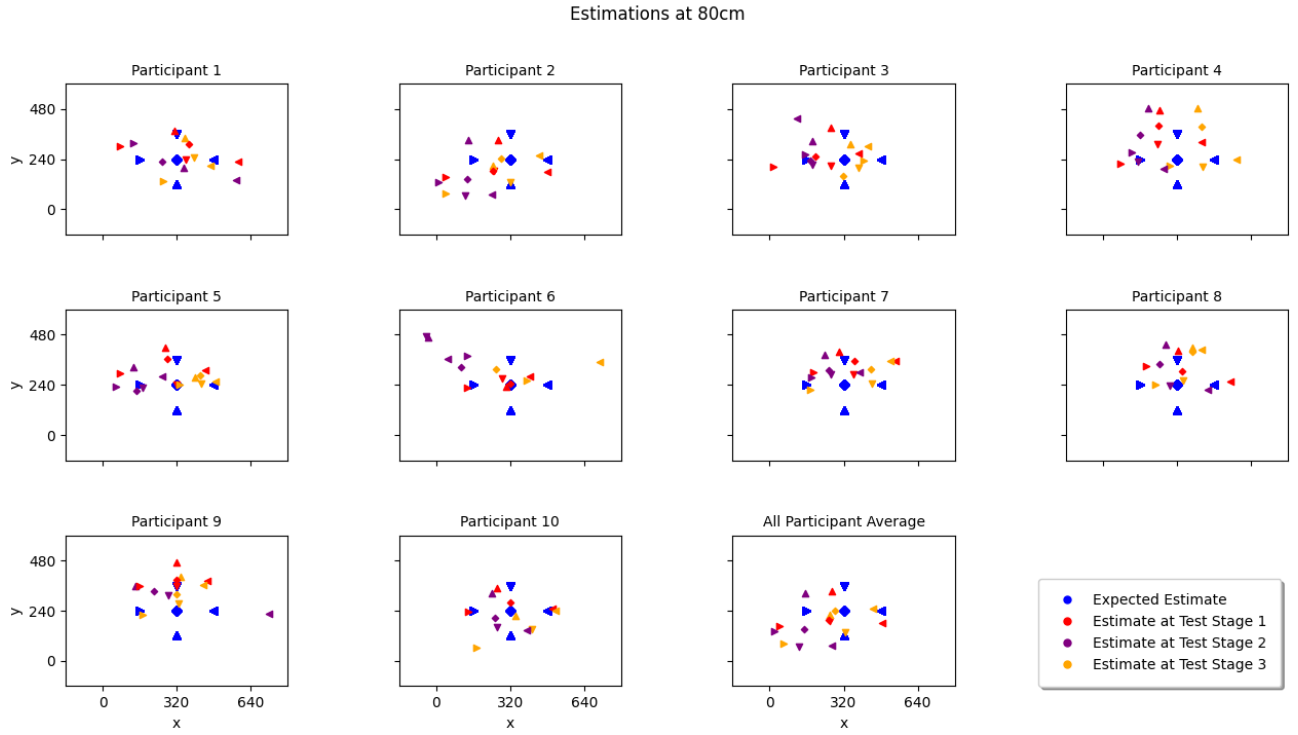 Estimations at 80cm
Participant 1
Participant 2
Participant 3
Participant 4
480
240
0
y
Participant 5
Participant 6
Participant 7
Participant 8
480
240
0
y
Participant 9
Participant 10
All Participant Average
480
240
0
y
0 320 640
x
0 320 640
x
0 320 640
x
Expected Estimate
Estimate at Test Stage 1
Estimate at Test Stage 2
Estimate at Test Stage 3